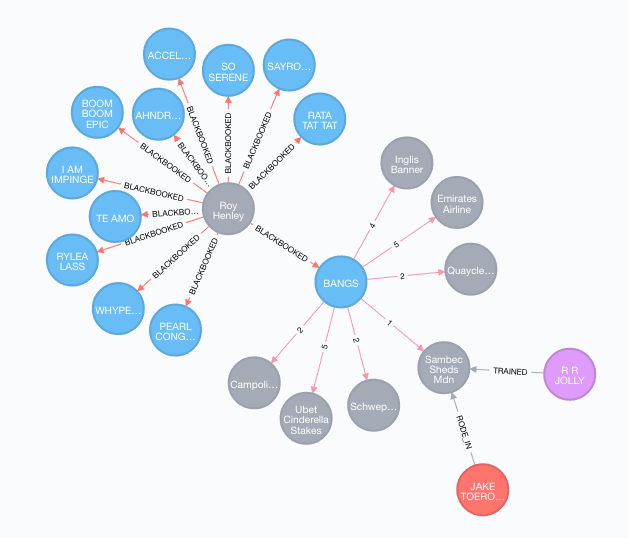 ACCEL...
SO
SERENE
SAYRO...
BOOM
BOOM
EPIC
AHNDR...
RATA
TAT TAT
I AM
IMPINGE
TE AMO
Roy
Henley
RYLEA
LASS
WHYPE...
PEARL
CONG...
BLACKBOOKED
BLACKBOOKED
BLACKBOOKED
BLACKBOOKED
BLACKBOO...
BLACKBOOKED
BLACKBOOKED
BLACKBO...
BLACKBOOKED
BLACKBOOKED
BLACKBOOKED
BLACKBOOKED
BANGS
Inglis
Banner
Emirates
Airline
Quaycle...
4
5
2
1
2
5
2
Campoli...
Ubet
Cinderella
Stakes
Schwep...
Sambec
Sheds
Mdn
TRAINED
R R
JOLLY
RODE_IN
JAKE
TOERO...